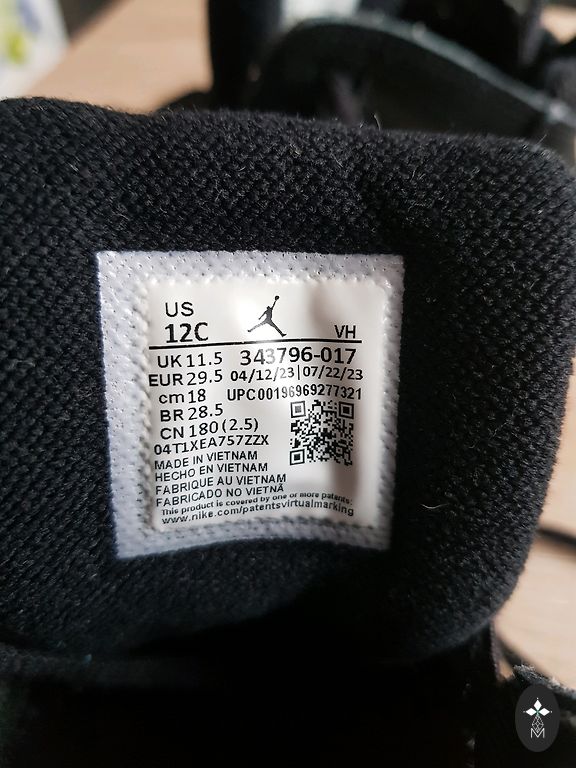 US
12C VH
UK 11.5 343796-017
EUR 29.5 04/12/23|07/22/23
cm 18 UPC00196969277321
BR 28.5
CN 180 (2.5)
04T1XEA757ZZX
MADE IN VIETNAM
HECHO EN VIETNAM
FABRIQUE AU VIETNAM
FABRICADO NO VIETNÃ
This product is covered by one or more patents:
www.nike.com/patentsvirtualmarking
M